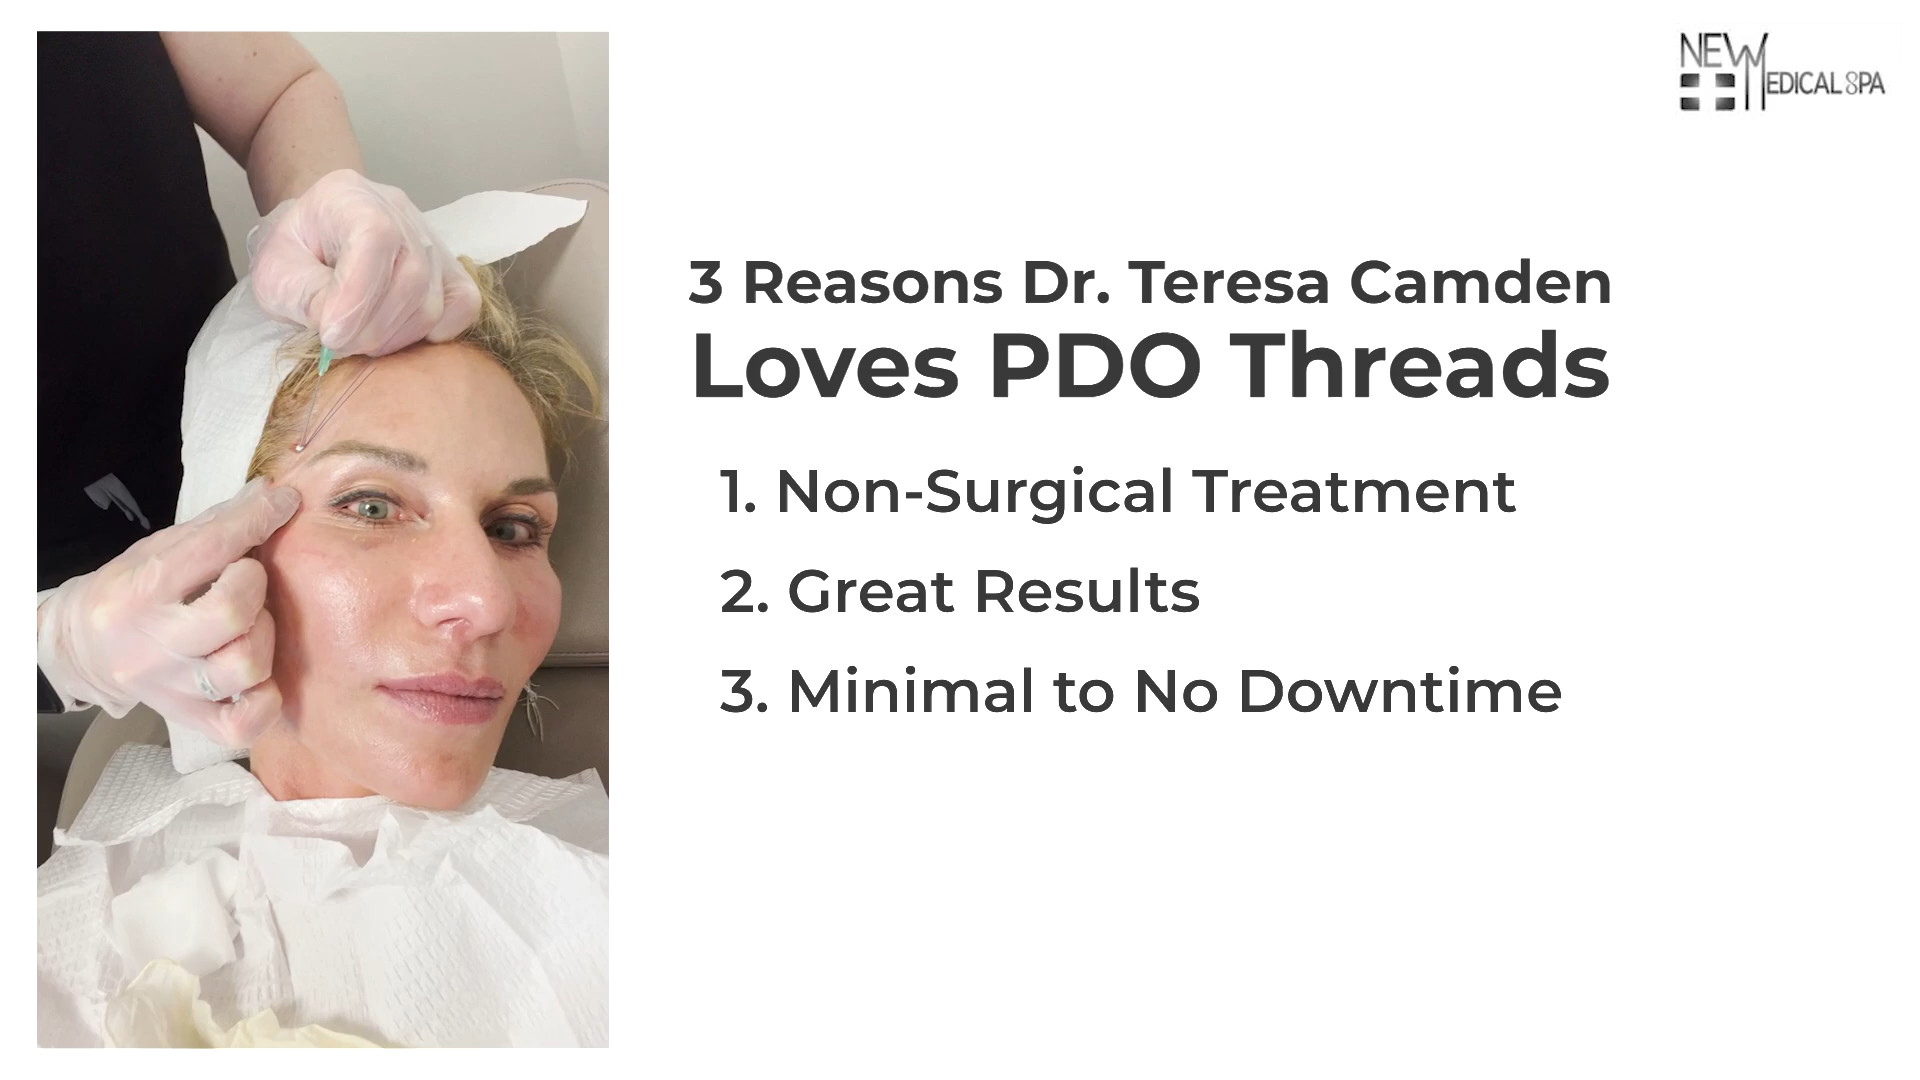 NEW
MEDICAL SPA
3 Reasons Dr. Teresa Camden
Loves PDO Threads
1. Non-Surgical Treatment
2. Great Results
3. Minimal to No Downtime